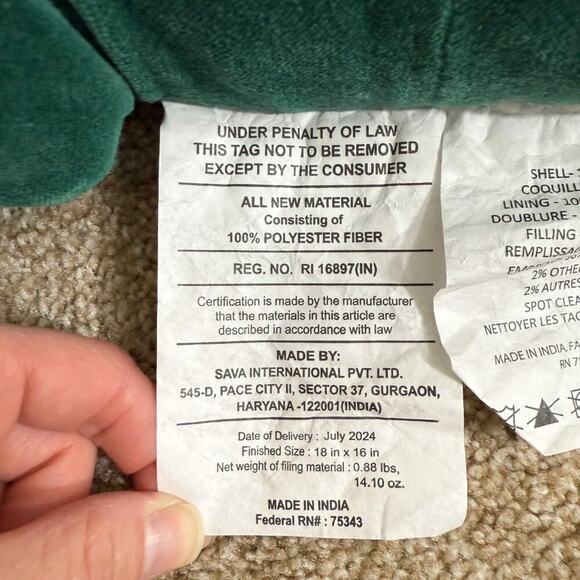 UNDER PENALTY OF LAW
THIS TAG NOT TO BE REMOVED
EXCEPT BY THE CONSUMER
ALL NEW MATERIAL
Consisting of
100% POLYESTER FIBER
REG. NO. RI 16897(IN)
Certification is made by the manufacturer
that the materials in this article are
described in accordance with law
MADE BY:
SAVA INTERNATIONAL PVT. LTD.
545-D, PACE CITY II, SECTOR 37, GURGAON,
HARYANA -122001(INDIA)
Date of Delivery : July 2024
Finished Size : 18 in x 16 in
Net weight of filing material : 0.88 lbs,
14.10 oz.
MADE IN INDIA
Federal RN# : 75343
SHELL-
COQUILL
LINING - 10
DOUBLURE -
FILLING
REMPLISSA
2% OTHE
2% AUTRES
SPOT CLEA
NETTOYER LES TAC
MADE IN INDIA.FA
RN 7